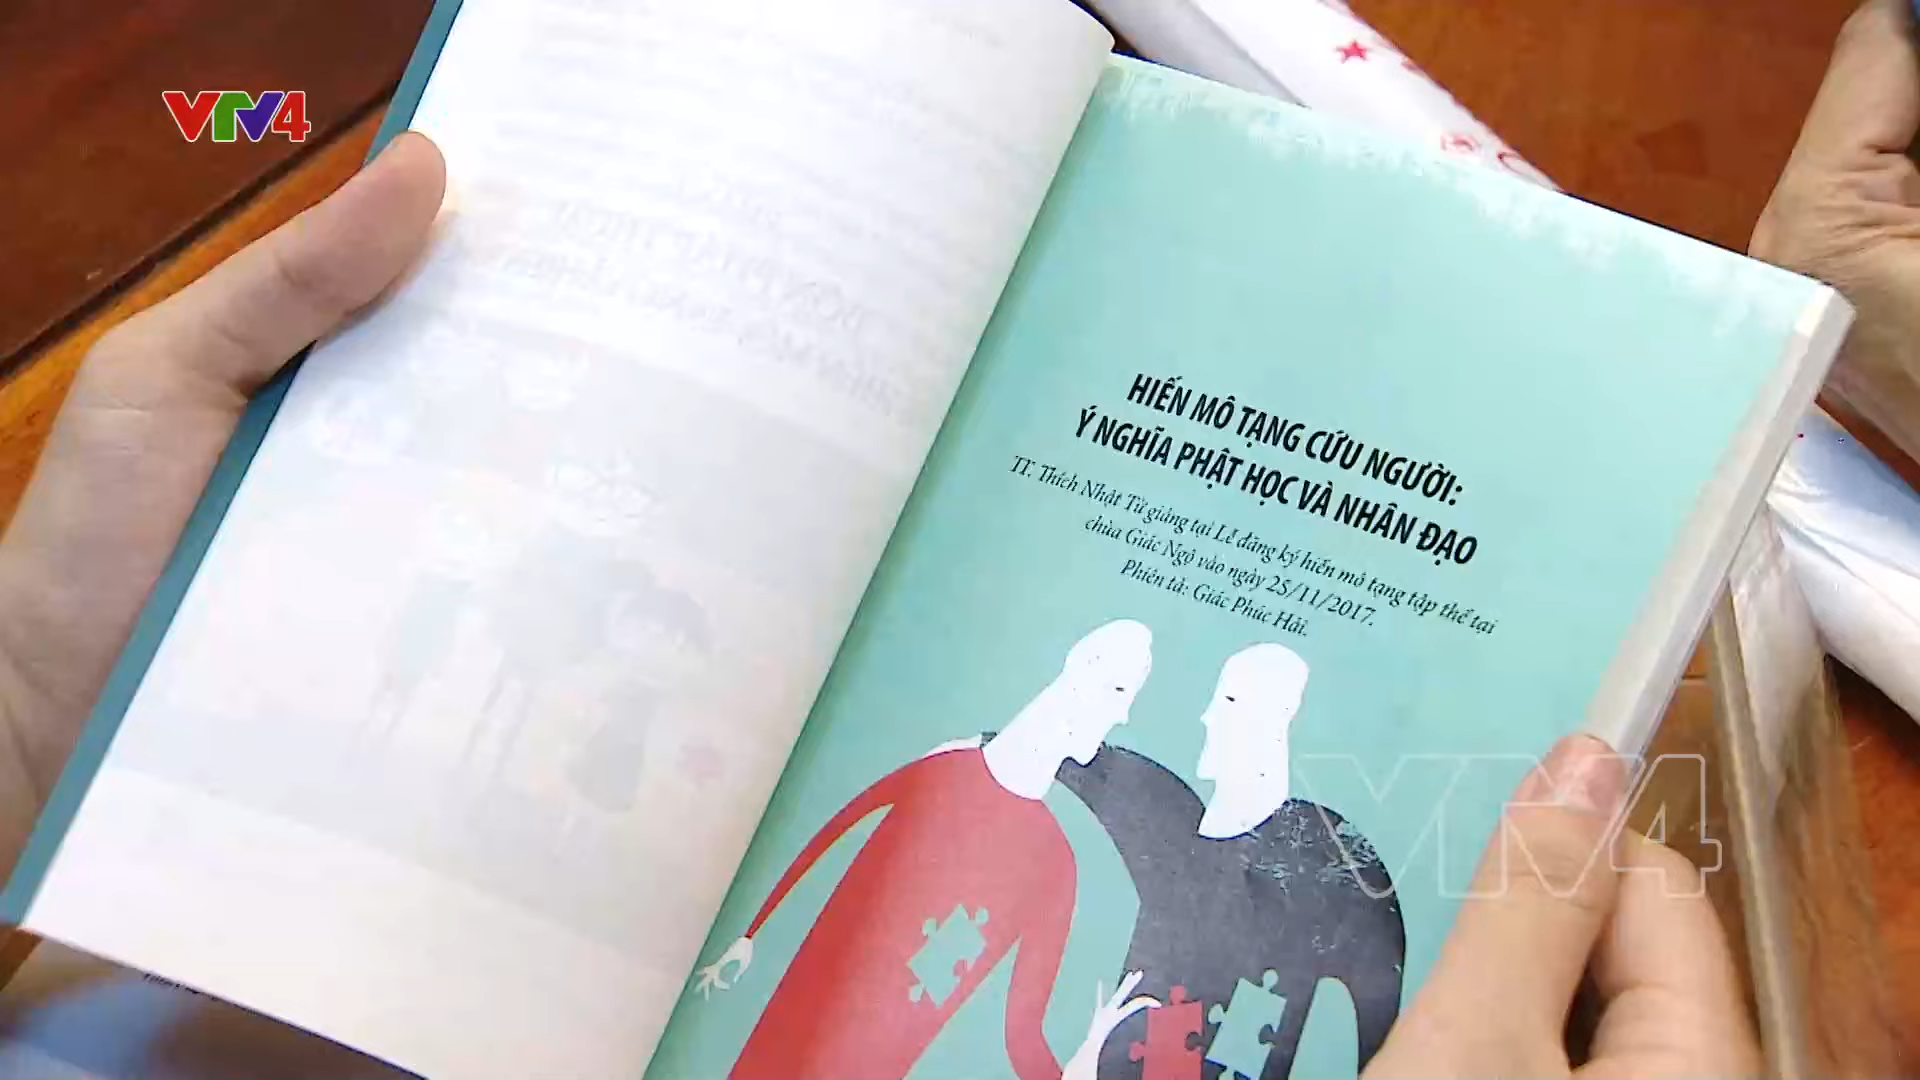 VTV4
HIẾN MÔ TẠNG CỨU NGƯỜI:
Ý NGHĨA PHẬT HỌC VÀ NHÂN ĐẠO
TT. Thích Nhật Từ giảng tại Lễ đăng ký hiến mô tạng tập thể tại
chùa Giác Ngộ vào ngày 25/11/2017.
Phiên tả: Giác Phúc Hải.
VTV4